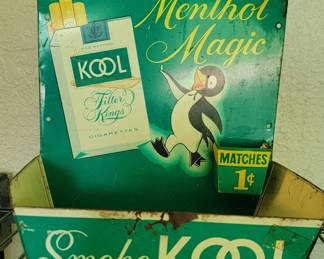 Menthol
Magic
KOOL
Filter
Kings
CIGARETTES
MATCHES
1¢
Smoke KOOL